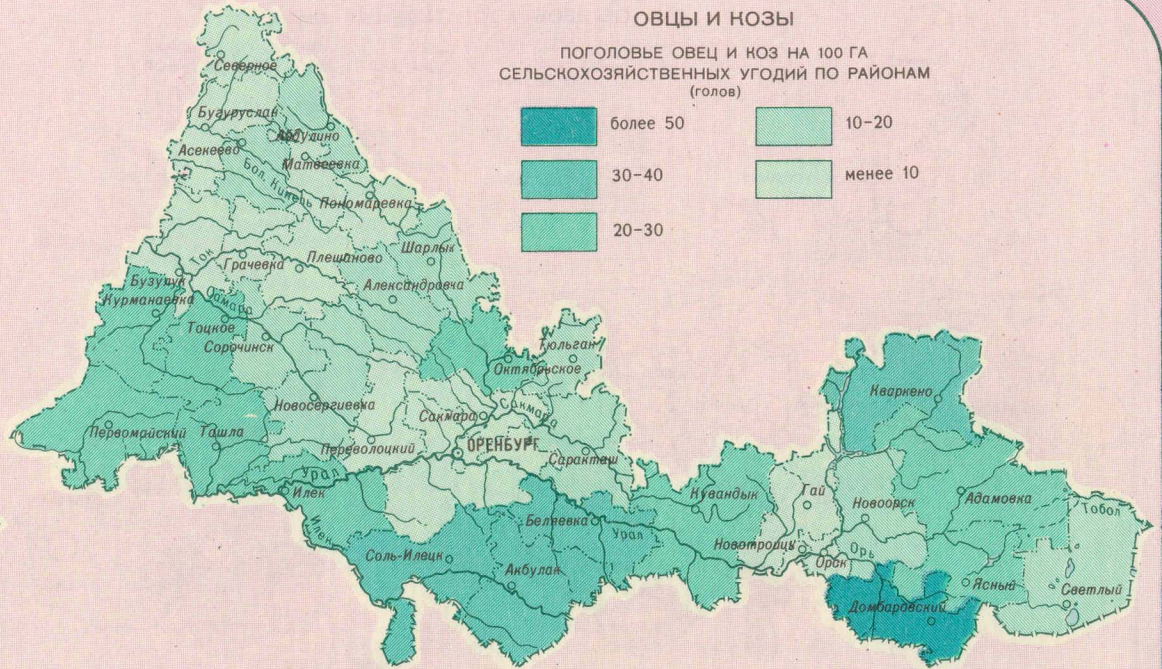 ОВЦЫ И КОЗЫ
ПОГОЛОВЬЕ ОВЕЦ И КОЗ НА 100 ГА
СЕЛЬСКОХОЗЯЙСТВЕННЫХ УГОДИЙ ПО РАЙОНАМ
(голов)
более 50
10-20
30-40
менее 10
20-30
Северное
Бугуруслан
Абдулино
Асекеево
Матвеевка
Бол. Кинель
Пономаревка
Шарлык
Ток
Грачевка
Плешаново
Бузулук
Александровка
Курманаевка
Самара
Тоцкое
Сорочинск
Тюльган
Октябрьское
Кваркено
Новосергиевка
Сакмара
Сакмара
Первомайский
Ташла
Переволоцкий
ОРЕНБУРГ
Саракташ
Урал
Илек
Кувандык
Гай
Новоорск
Адамовка
Тобол
Илек
Беляевка
Урал
Новотроицк
Орь
Орск
Соль-Илецк
Акбулак
Ясный
Светлый
Домбаровский